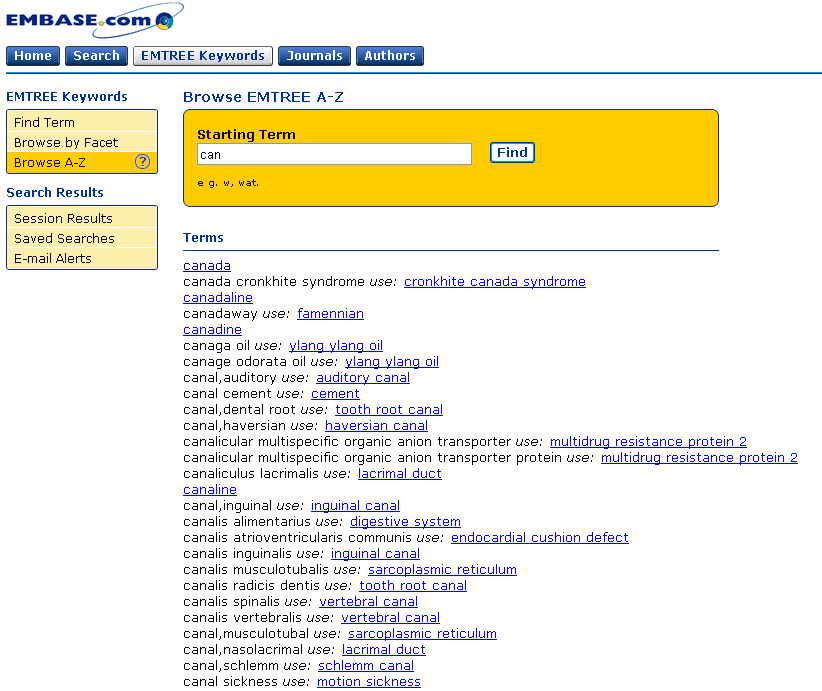 EMBASE.com
Home Search EMTREE Keywords Journals Authors
EMTREE Keywords
Find Term
Browse by Facet
Browse A-Z ?
Search Results
Session Results
Saved Searches
E-mail Alerts
Browse EMTREE A-Z
Starting Term
can Find
e g. w, wat.
Terms
canada
canada cronkhite syndrome use: cronkhite canada syndrome
canadaline
canadaway use: famennian
canadine
canaga oil use: ylang ylang oil
canage odorata oil use: ylang ylang oil
canal,auditory use: auditory canal
canal cement use: cement
canal,dental root use: tooth root canal
canal,haversian use: haversian canal
canalicular multispecific organic anion transporter use: multidrug resistance protein 2
canalicular multispecific organic anion transporter protein use: multidrug resistance protein 2
canaliculus lacrimalis use: lacrimal duct
canaline
canal,inguinal use: inguinal canal
canalis alimentarius use: digestive system
canalis atrioventricularis communis use: endocardial cushion defect
canalis inguinalis use: inguinal canal
canalis musculotubalis use: sarcoplasmic reticulum
canalis radicis dentis use: tooth root canal
canalis spinalis use: vertebral canal
canalis vertebralis use: vertebral canal
canal,musculotubal use: sarcoplasmic reticulum
canal,nasolacrimal use: lacrimal duct
canal,schlemm use: schlemm canal
canal sickness use: motion sickness